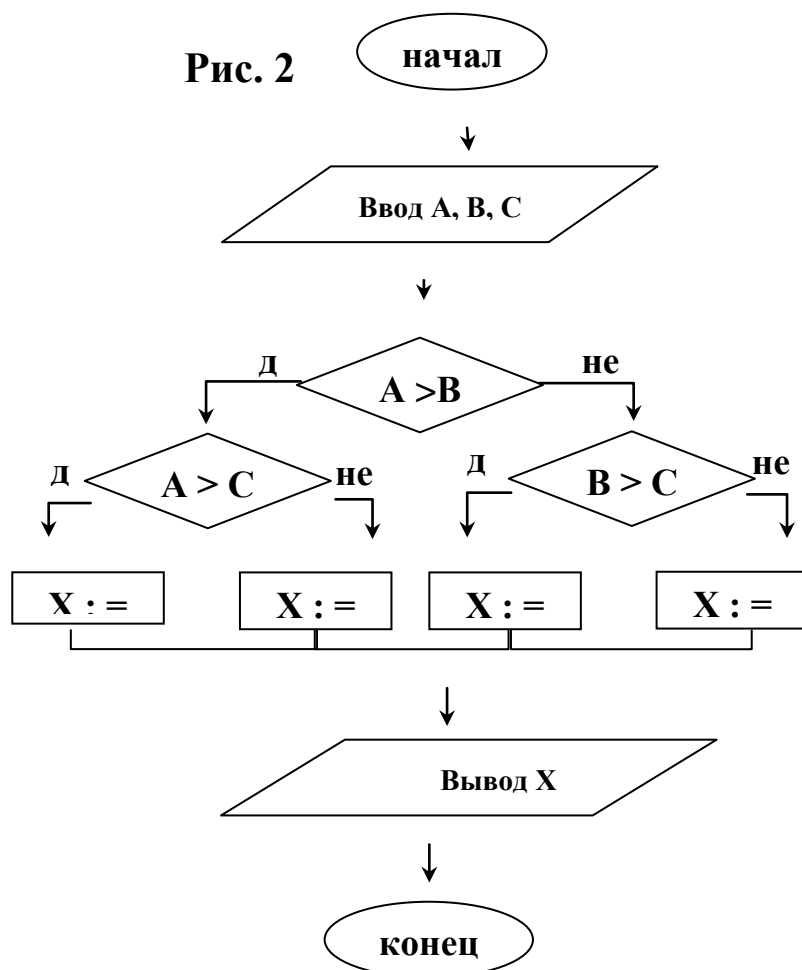 Рис. 2
начал
Ввод A, B, C
д
не
A >B
д
не
д
не
A > C
B > C
X : =
X : =
X : =
X : =
Вывод X
конец